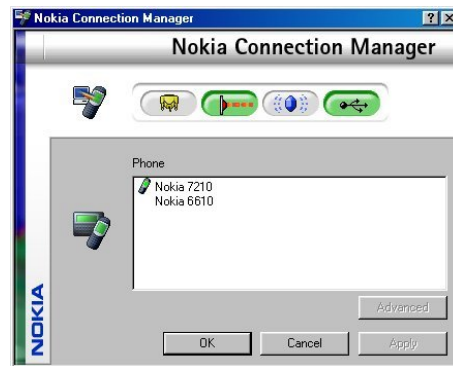 Nokia Connection Manager
Nokia Connection Manager
Phone
Nokia 7210
Nokia 6610
Advanced
OK Cancel Apply
NOKIA